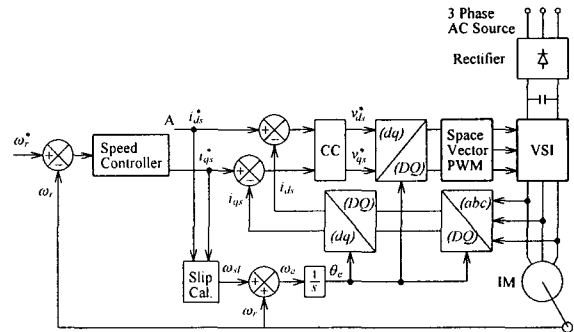 3 Phase
AC Source
Rectifier
A
i*ds
v*ds
(dq)
(DQ)
ω*r
+
−
Speed
Controller
i*qs
+
−
+
−
CC
v*qs
Space
Vector
PWM
VSI
ωr
iqs
ids
(DQ)
(dq)
(abc)
(DQ)
Slip
Cal.
ωsl
+
+
ωe
1
s
θe
ωr
IM